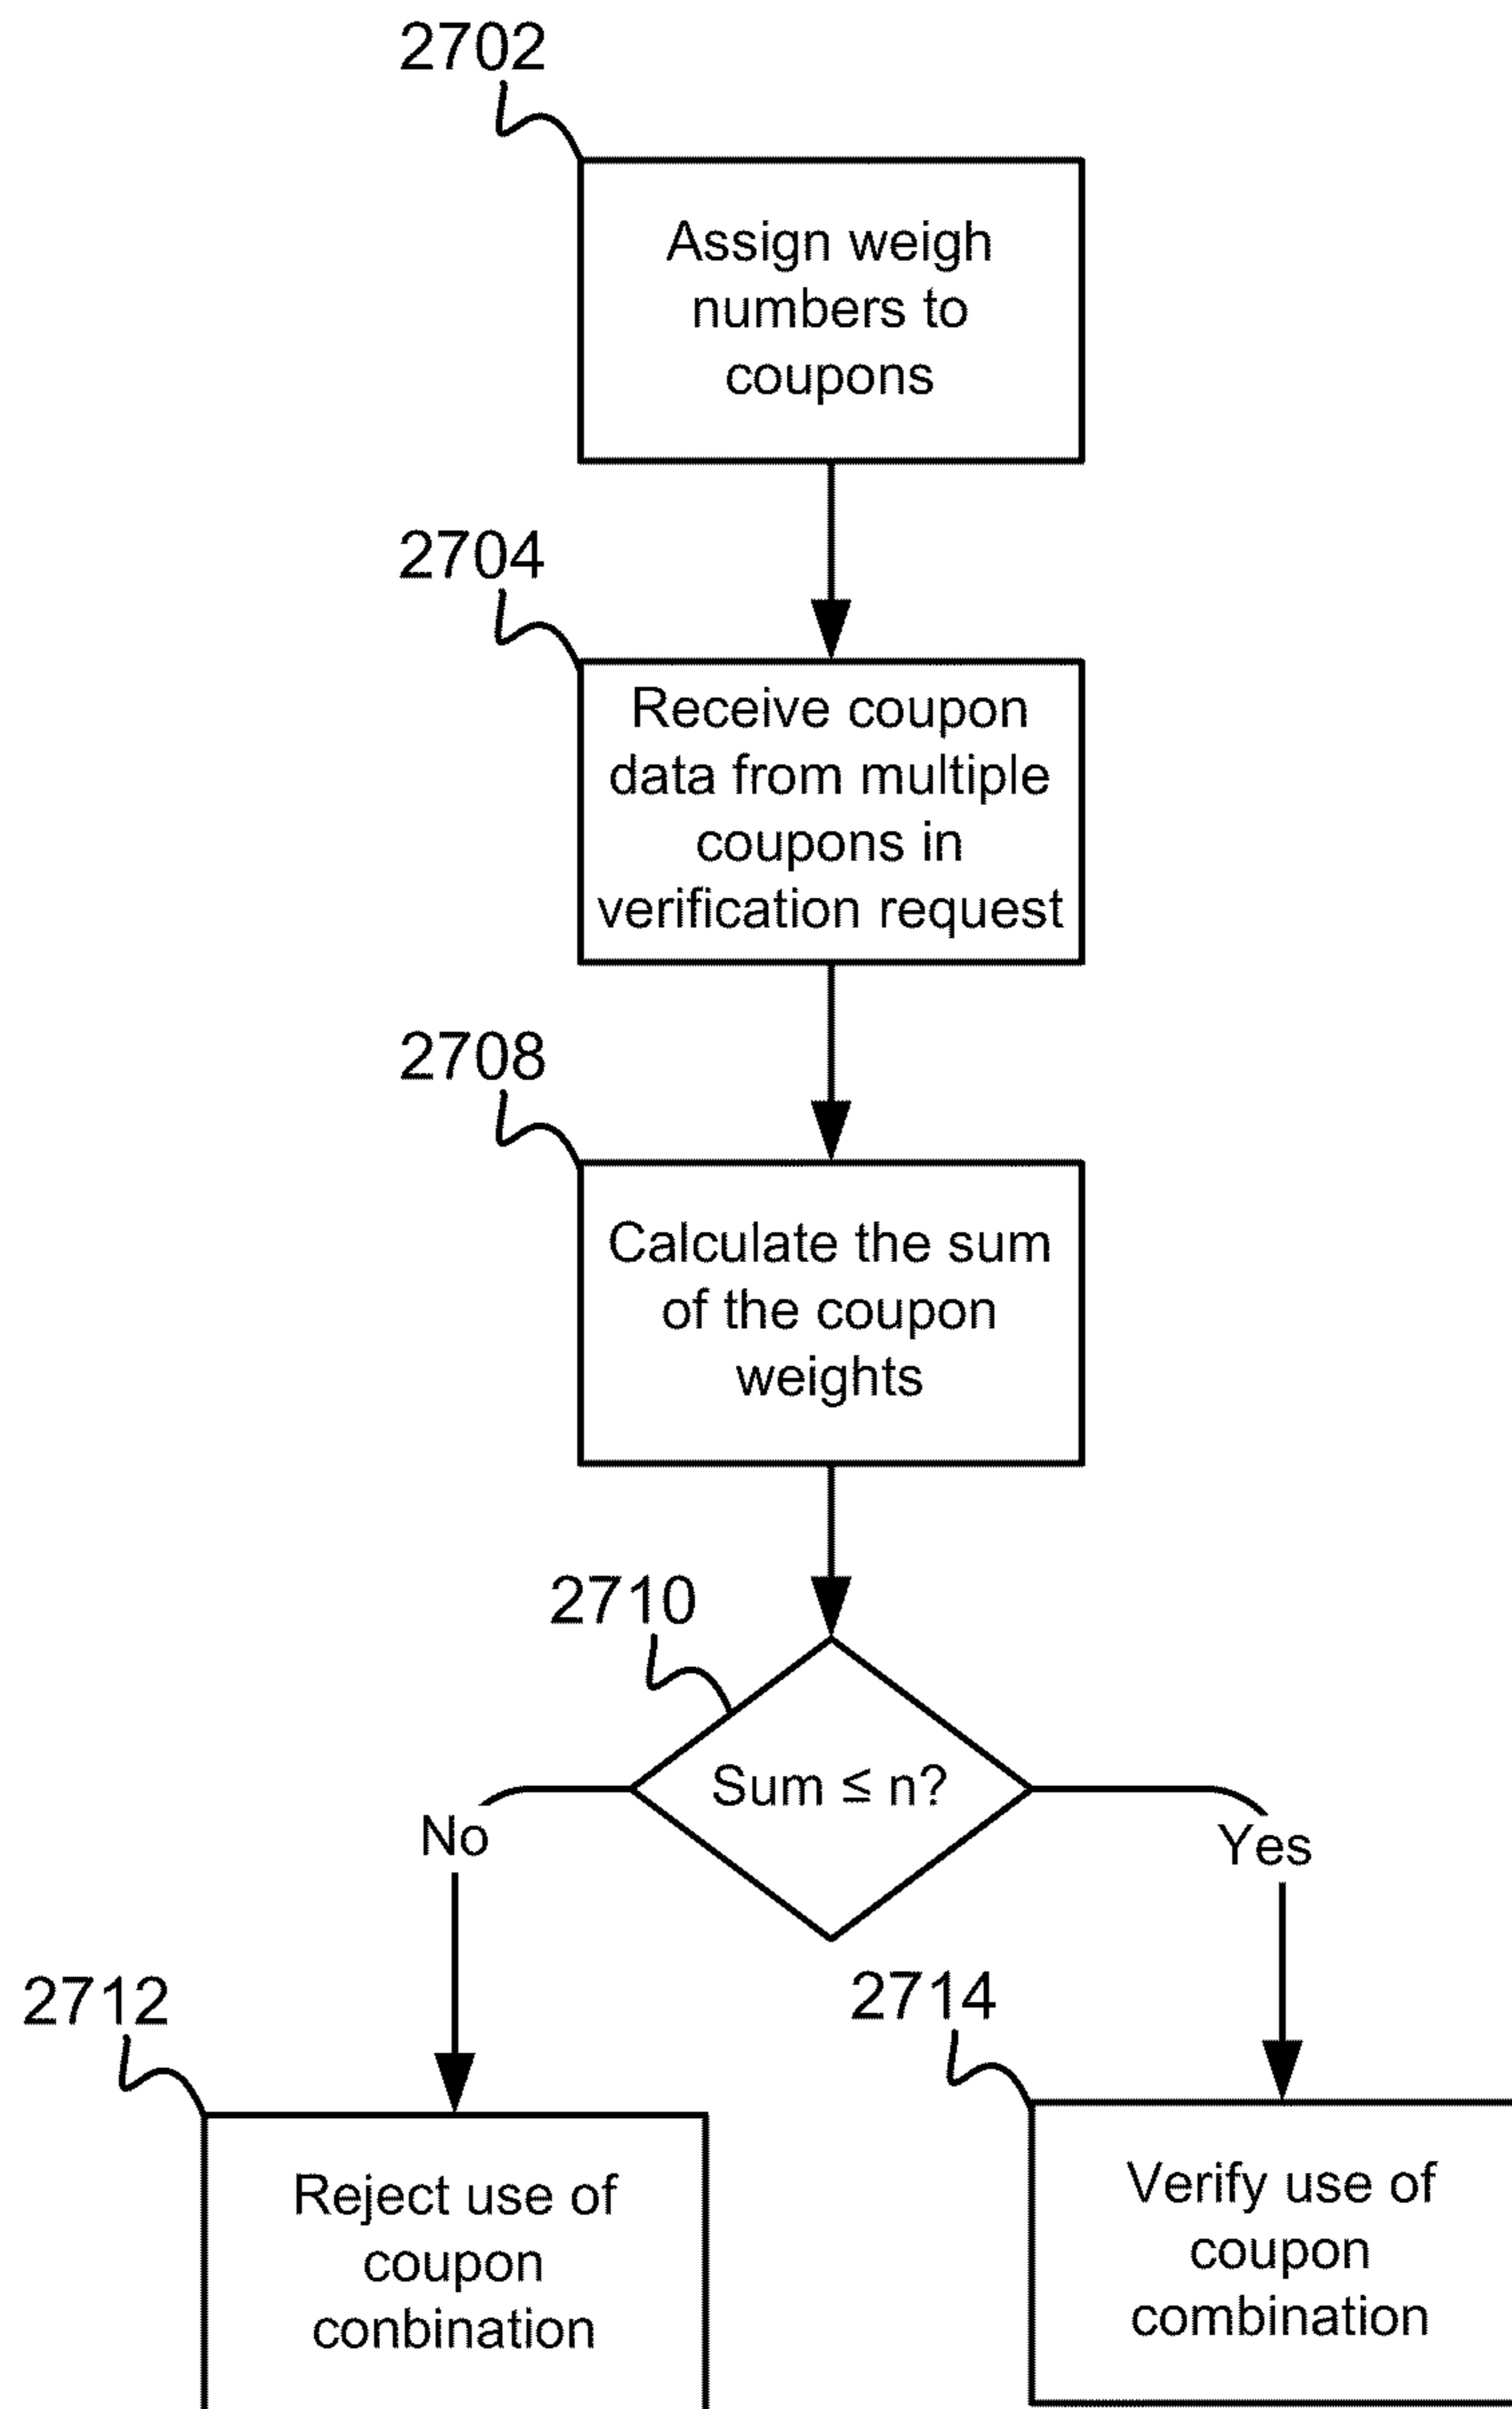 2702
Assign weigh
numbers to
coupons
2704
Receive coupon
data from multiple
coupons in
verification request
2708
Calculate the sum
of the coupon
weights
2710
Sum ≤ n?
No
Yes
2712
2714
Reject use of
coupon
conbination
Verify use of
coupon
combination